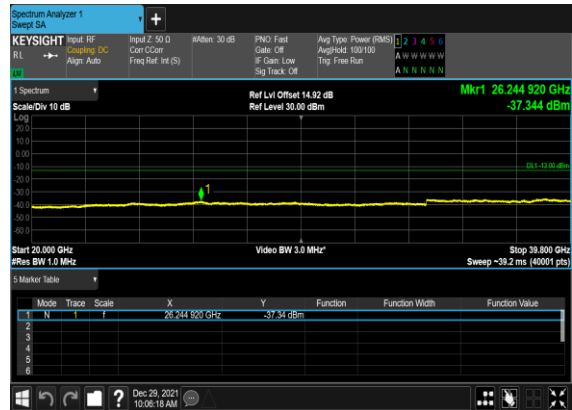 Spectrum Analyzer 1
Swept SA
KEYSIGHT
Input: RF
Coupling: DC
Align: Auto
Input Z: 50 Ω
Corr CCorr
Freq Ref: Int (S)
#Atten: 30 dB
PNO: Fast
Gate: Off
IF Gain: Low
Sig Track: Off
Avg Type: Power (RMS)
Avg|Hold: 100/100
Trig: Free Run
1 2 3 4 5 6
A W W W W W
A N N N N N
R L
1 Spectrum
Scale/Div 10 dB
Ref Lvl Offset 14.92 dB
Ref Level 30.00 dBm
Mkr1 26.244 920 GHz
-37.344 dBm
Log
20.0
10.0
0.00
-10.0
-20.0
-30.0
-40.0
-50.0
-60.0
DL1 -13.00 dBm
1
Start 20.000 GHz
#Res BW 1.0 MHz
Video BW 3.0 MHz*
Stop 39.800 GHz
Sweep ~39.2 ms (40001 pts)
5 Marker Table
Mode Trace Scale X Y Function Function Width Function Value
1 N 1 f 26.244 920 GHz -37.34 dBm
2
3
4
5
6
Dec 29, 2021
10:06:18 AM